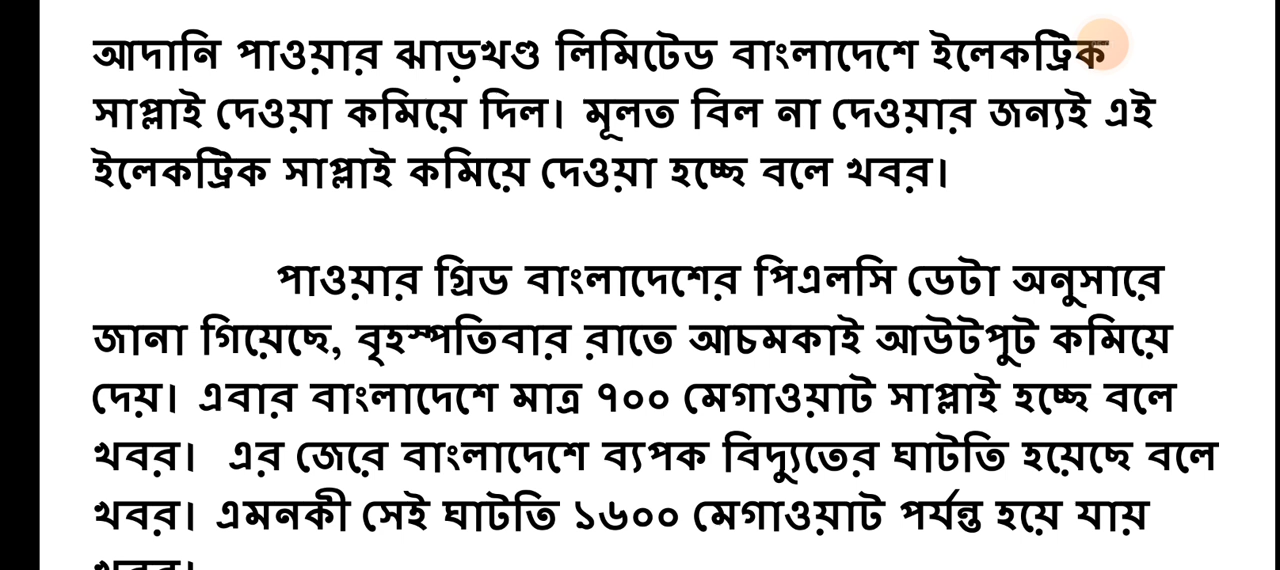 আদানি পাওয়ার ঝাড়খণ্ড লিমিটেড বাংলাদেশে ইলেকট্রিক
সাপ্লাই দেওয়া কমিয়ে দিল। মূলত বিল না দেওয়ার জন্যই এই
ইলেকট্রিক সাপ্লাই কমিয়ে দেওয়া হচ্ছে বলে খবর।
পাওয়ার গ্রিড বাংলাদেশের পিএলসি ডেটা অনুসারে
জানা গিয়েছে, বৃহস্পতিবার রাতে আচমকাই আউটপুট কমিয়ে
দেয়। এবার বাংলাদেশে মাত্র ৭০০ মেগাওয়াট সাপ্লাই হচ্ছে বলে
খবর। এর জেরে বাংলাদেশে ব্যপক বিদ্যুতের ঘাটতি হয়েছে বলে
খবর। এমনকী সেই ঘাটতি ১৬০০ মেগাওয়াট পর্যন্ত হয়ে যায়